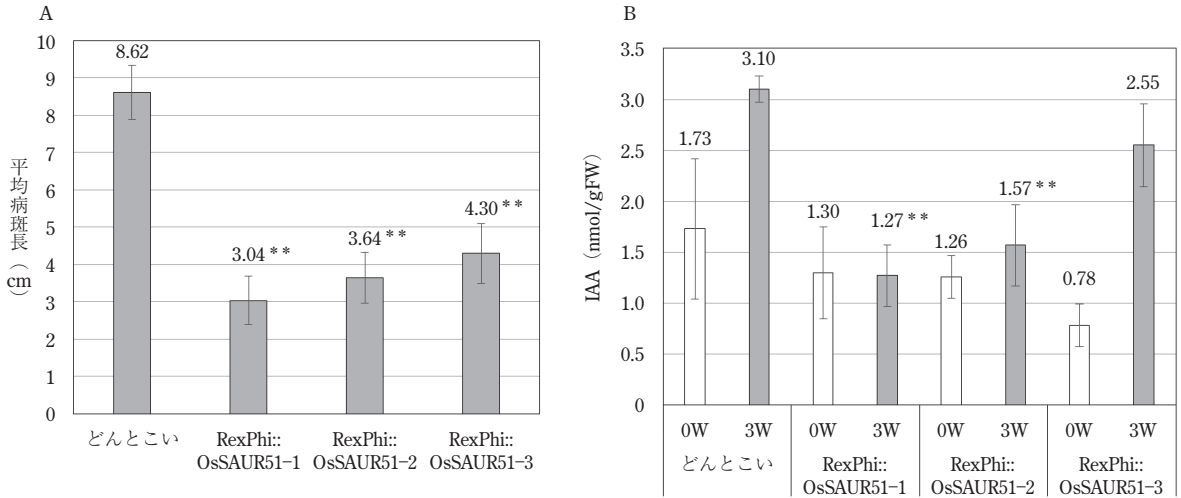 A
平均病斑長（cm）
10
9
8
7
6
5
4
3
2
1
0
8.62
3.04 **
3.64 **
4.30 **
どんとこい
RexPhi::
OsSAUR51-1
RexPhi::
OsSAUR51-2
RexPhi::
OsSAUR51-3
B
IAA（nmol/gFW）
3.5
3.0
2.5
2.0
1.5
1.0
0.5
0
1.73
3.10
1.30
1.27 **
1.26
1.57 **
0.78
2.55
0W
3W
0W
3W
0W
3W
0W
3W
どんとこい
RexPhi::
OsSAUR51-1
RexPhi::
OsSAUR51-2
RexPhi::
OsSAUR51-3